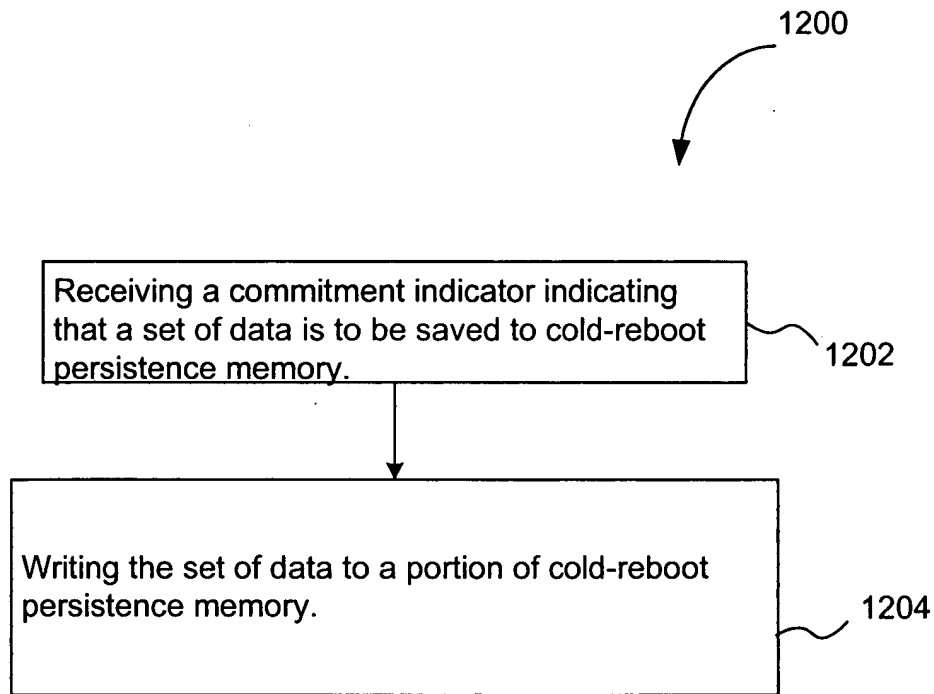 1200
Receiving a commitment indicator indicating
that a set of data is to be saved to cold-reboot
persistence memory.
1202
Writing the set of data to a portion of cold-reboot
persistence memory.
1204